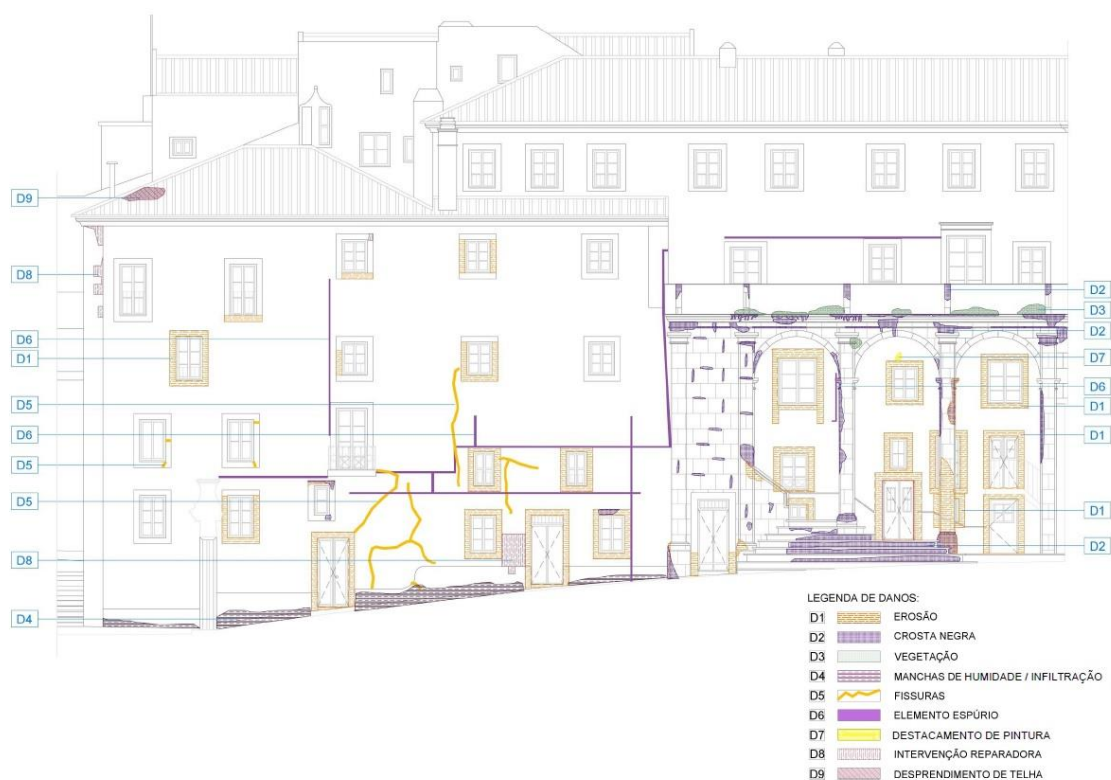 D9
D8
D6
D1
D5
D6
D5
D5
D8
D4
D2
D3
D2
D7
D6
D1
D1
D1
D2
LEGENDA DE DANOS:
D1 EROSÃO
D2 CROSTA NEGRA
D3 VEGETAÇÃO
D4 MANCHAS DE HUMIDADE / INFILTRAÇÃO
D5 FISSURAS
D6 ELEMENTO ESPÚRIO
D7 DESTACAMENTO DE PINTURA
D8 INTERVENÇÃO REPARADORA
D9 DESPRENDIMENTO DE TELHA